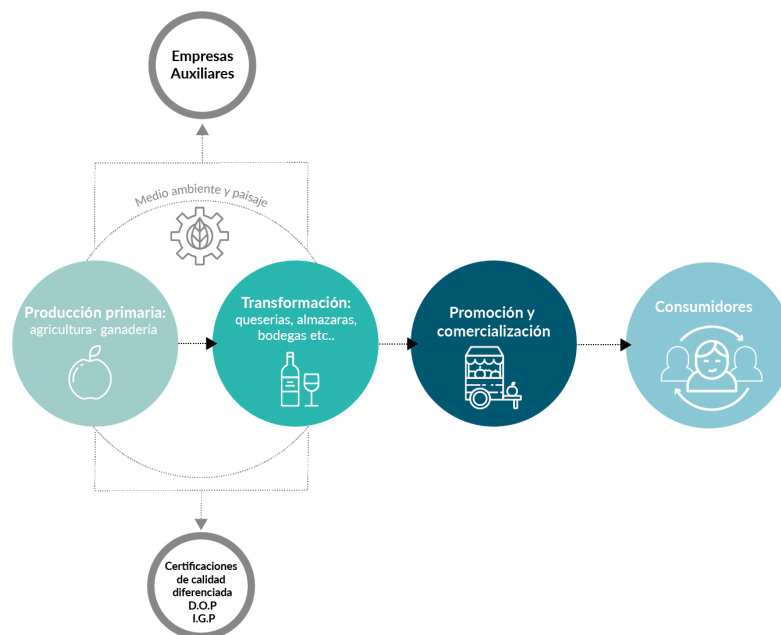 Empresas
Auxiliares
Medio ambiente y paisaje
Producción primaria:
agricultura- ganadería
Transformación:
queserias, almazaras,
bodegas etc..
Promoción y
comercialización
Consumidores
Certificaciones
de calidad
diferenciada
D.O.P
I.G.P